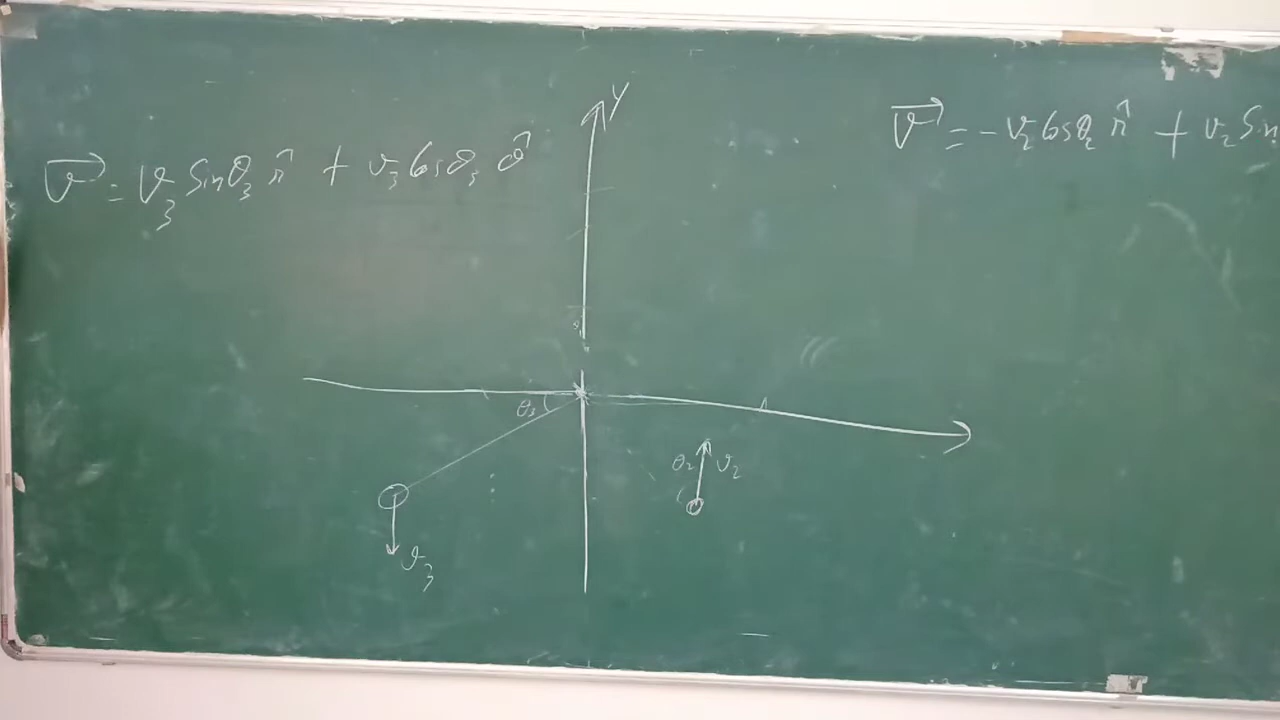 v⃗ = v₃ Sinθ₃ r̂ + v₃ Cosθ₃ θ̂
v⃗ = -v₂ Cosθ₂ r̂ + v₂ Sin
y
θ₃
θ₂
v₂
v₃